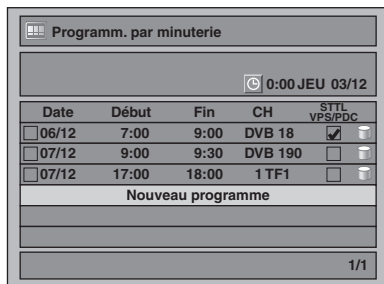 Programm. par minuterie
0:00 JEU 03/12
Date Début Fin CH STTL VPS/PDC
06/12 7:00 9:00 DVB 18
07/12 9:00 9:30 DVB 190
07/12 17:00 18:00 1 TF1
Nouveau programme
1/1